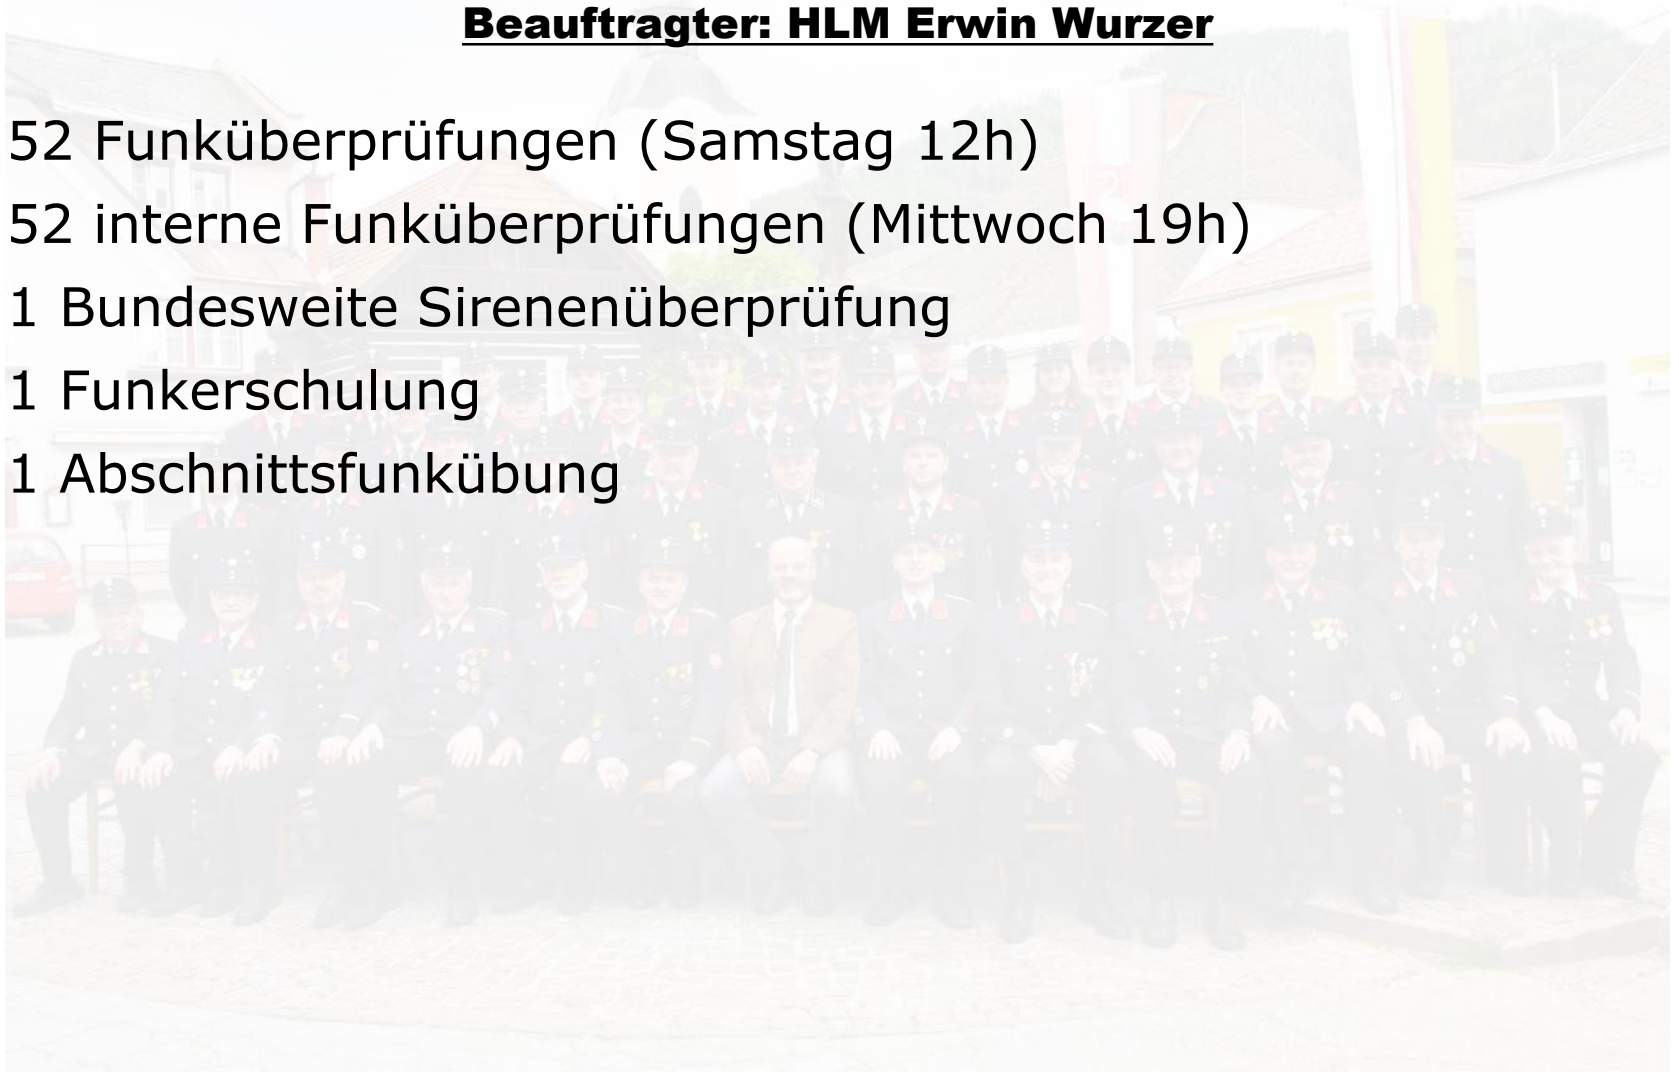 Beauftragter: HLM Erwin Wurzer
52 Funküberprüfungen (Samstag 12h)
52 interne Funküberprüfungen (Mittwoch 19h)
1 Bundesweite Sirenenüberprüfung
1 Funkerschulung
1 Abschnittsfunkübung